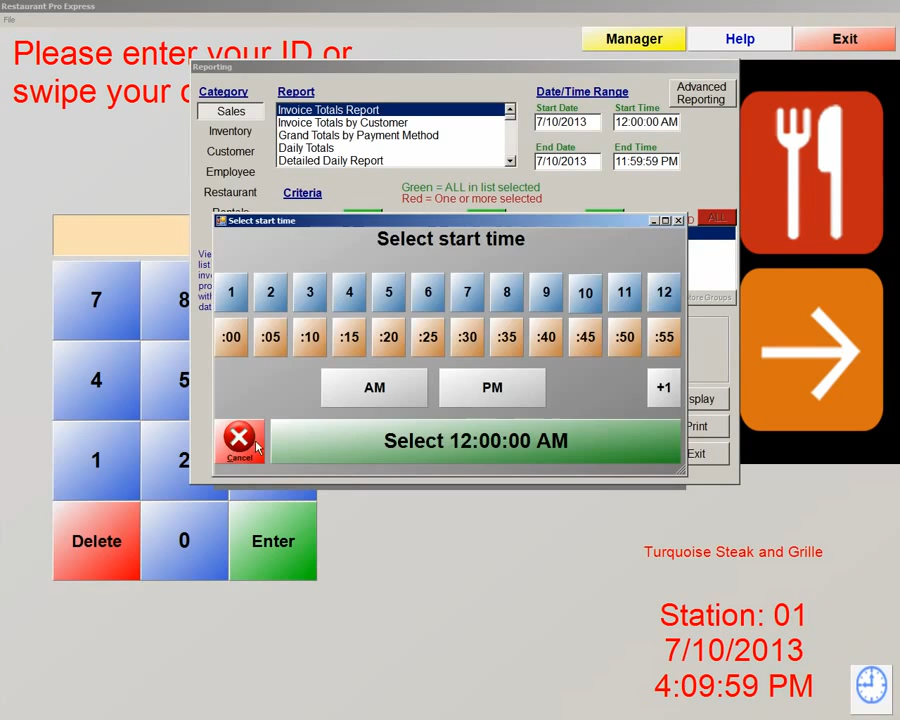 Restaurant Pro Express
File
Please enter your ID or
swipe your
Manager
Help
Exit
Reporting
Category
Sales
Inventory
Customer
Employee
Restaurant
Report
Invoice Totals Report
Invoice Totals by Customer
Grand Totals by Payment Method
Daily Totals
Detailed Daily Report
Date/Time Range
Start Date
Start Time
7/10/2013
12:00:00 AM
End Date
End Time
7/10/2013
11:59:59 PM
Advanced
Reporting
Criteria
Green = ALL in list selected
Red = One or more selected
ALL
Select start time
Select start time
1 2 3 4 5 6 7 8 9 10 11 12
:00 :05 :10 :15 :20 :25 :30 :35 :40 :45 :50 :55
AM PM +1
Cancel
Select 12:00:00 AM
Print
Exit
7 8
4 5
1 2
Delete 0 Enter
Turquoise Steak and Grille
Station: 01
7/10/2013
4:09:59 PM